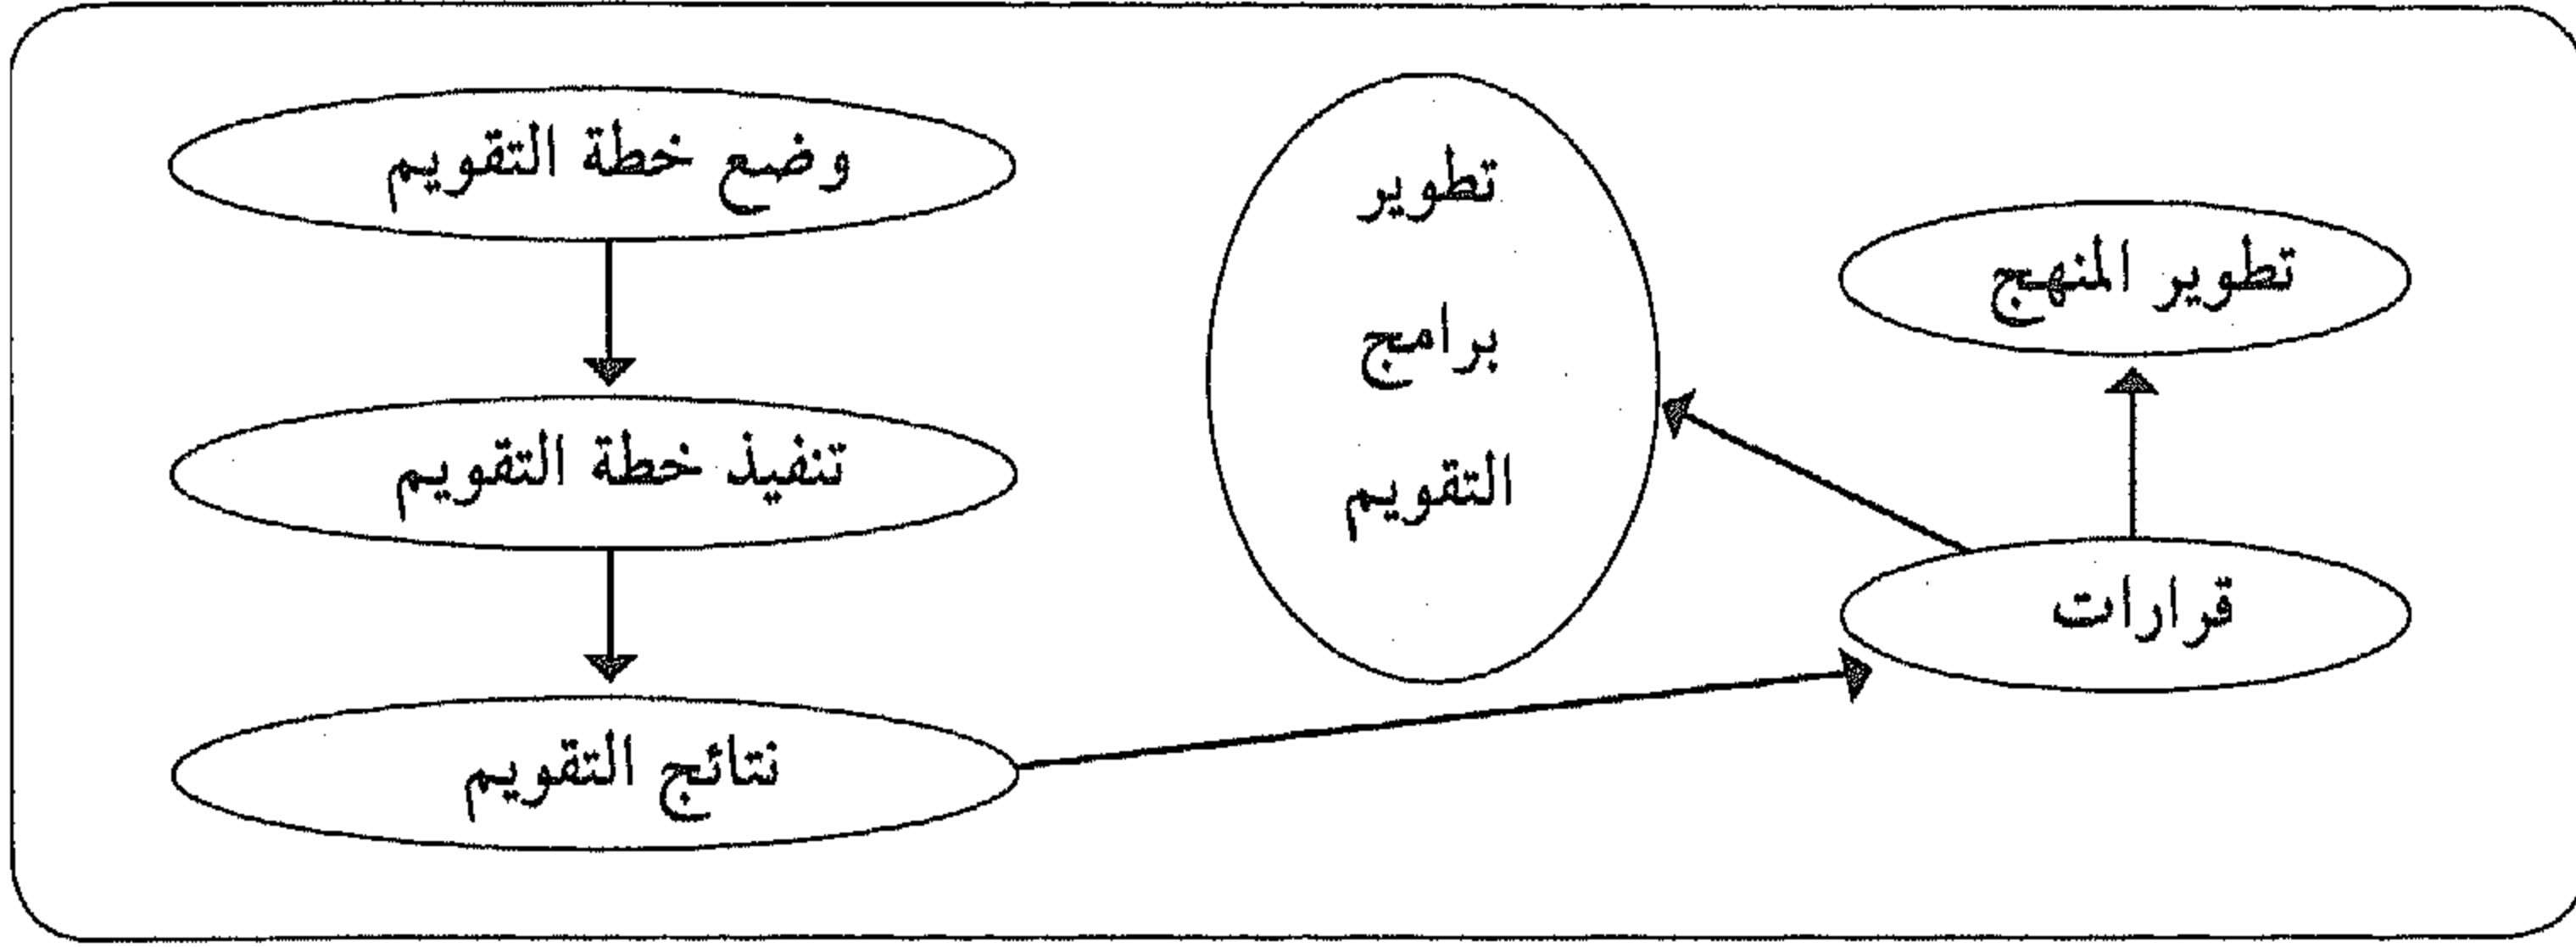 وضع خطة التقويم
تنفيذ خطة التقويم
نتائج التقويم
تطوير
برامج
التقويم
تطوير المنهج
قرارات